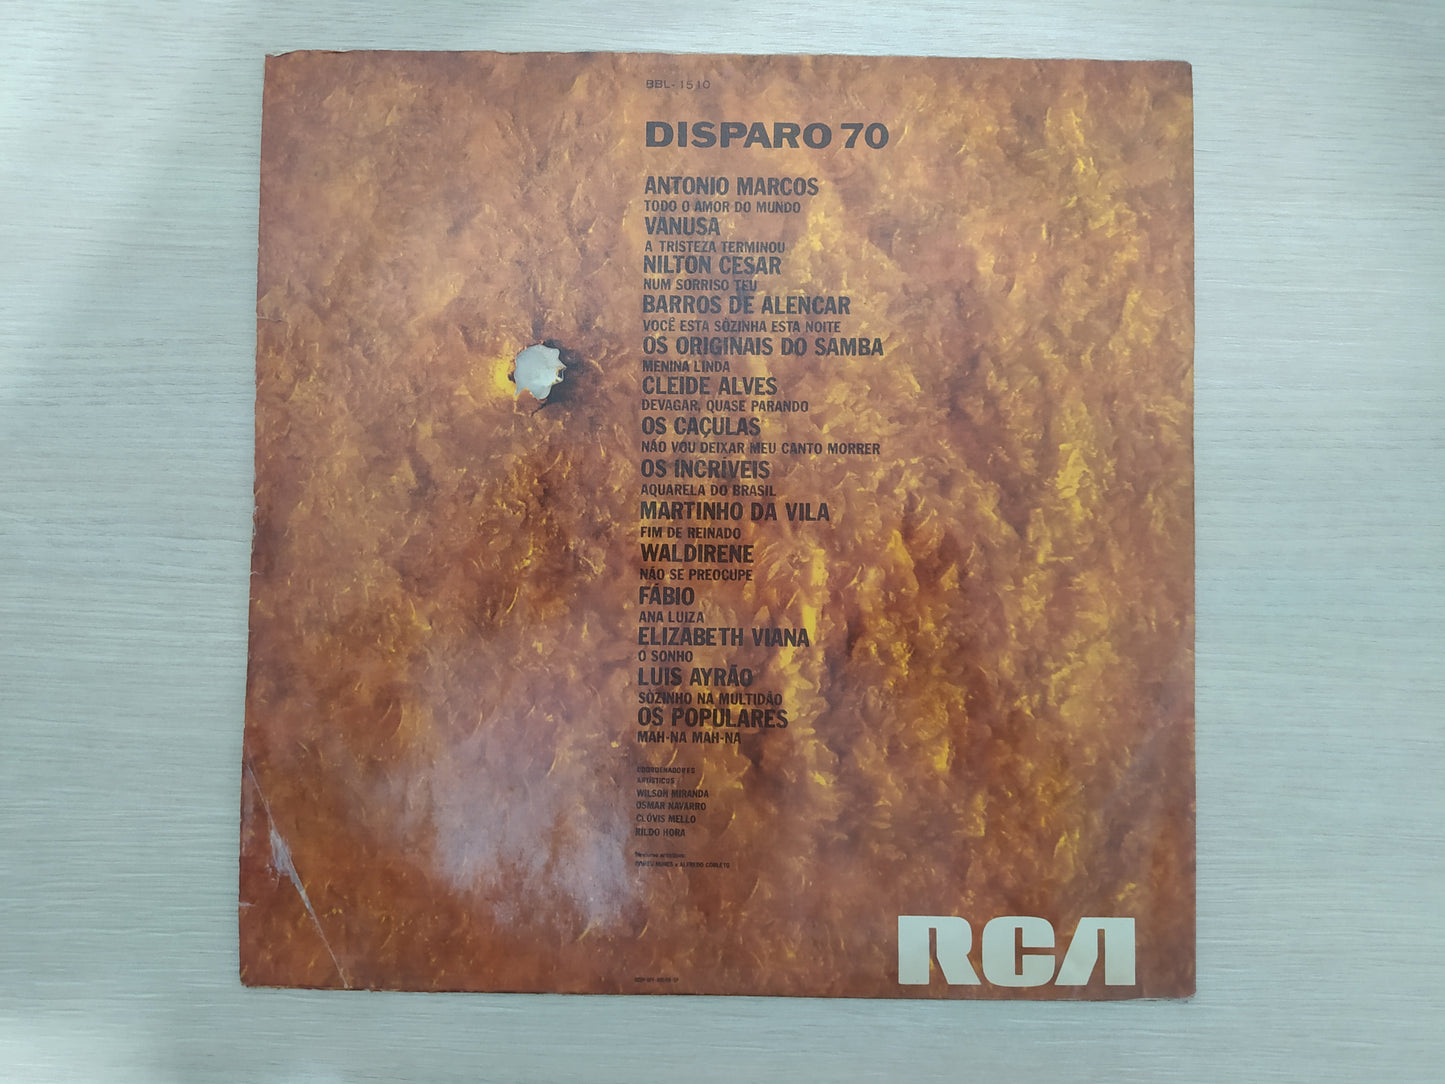 BBL-1510
DISPARO 70
ANTONIO MARCOS
TODO O AMOR DO MUNDO
VANUSA
A TRISTEZA TERMINOU
NILTON CESAR
NUM SORRISO TEU
BARROS DE ALENCAR
VOCÊ ESTA SÒZINHA ESTA NOITE
OS ORIGINAIS DO SAMBA
MENINA LINDA
CLEIDE ALVES
DEVAGAR, QUASE PARANDO
OS CAÇULAS
NÃO VOU DEIXAR MEU CANTO MORRER
OS INCRÍVEIS
AQUARELA DO BRASIL
MARTINHO DA VILA
FIM DE REINADO
WALDIRENE
NÃO SE PREOCUPE
FÁBIO
ANA LUIZA
ELIZABETH VIANA
O SONHO
LUIS AYRÃO
SÒZINHO NA MULTIDÃO
OS POPULARES
MAH-NA MAH-NA
COORDENADORES
ARTÍSTICOS
WILSON MIRANDA
OSMAR NAVARRO
CLÓVIS MELLO
RILDO HORA
NUNES e ALFREDO
RCA